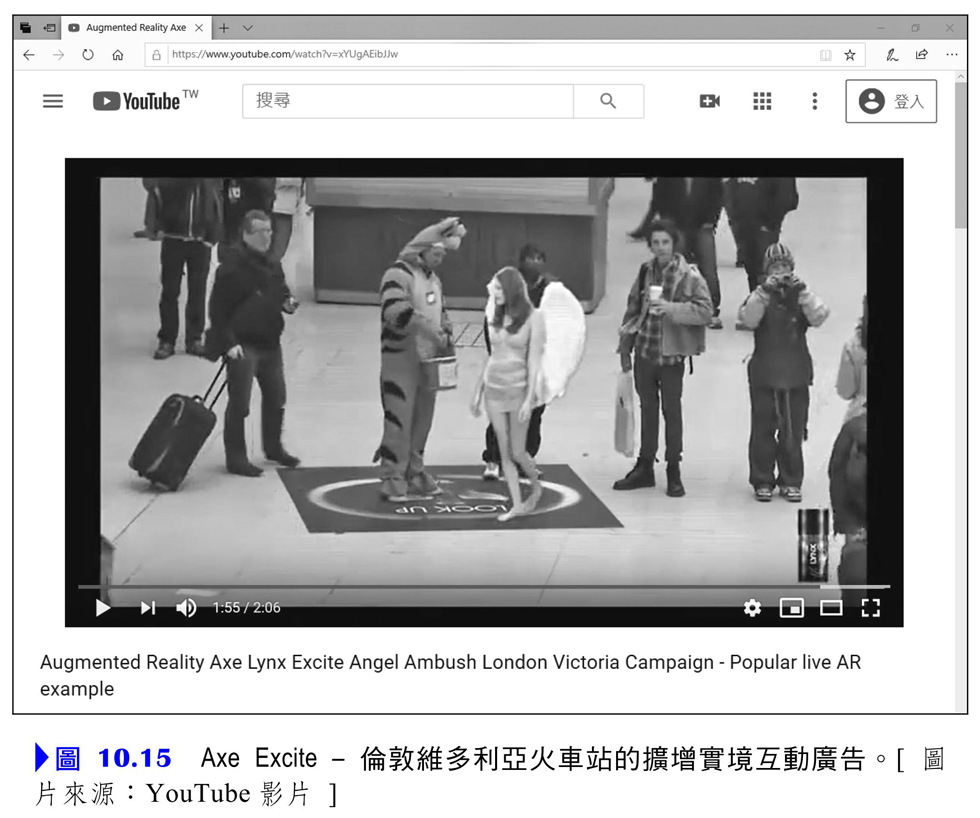 Augmented Reality Axe
https://www.youtube.com/watch?v=xYUgAEibJJw
YouTube TW
搜尋
登入
LOOK UP
LYNX
1:55 / 2:06
Augmented Reality Axe Lynx Excite Angel Ambush London Victoria Campaign - Popular live AR
example
圖 10.15 Axe Excite – 倫敦維多利亞火車站的擴增實境互動廣告。[ 圖
片來源：YouTube 影片 ]